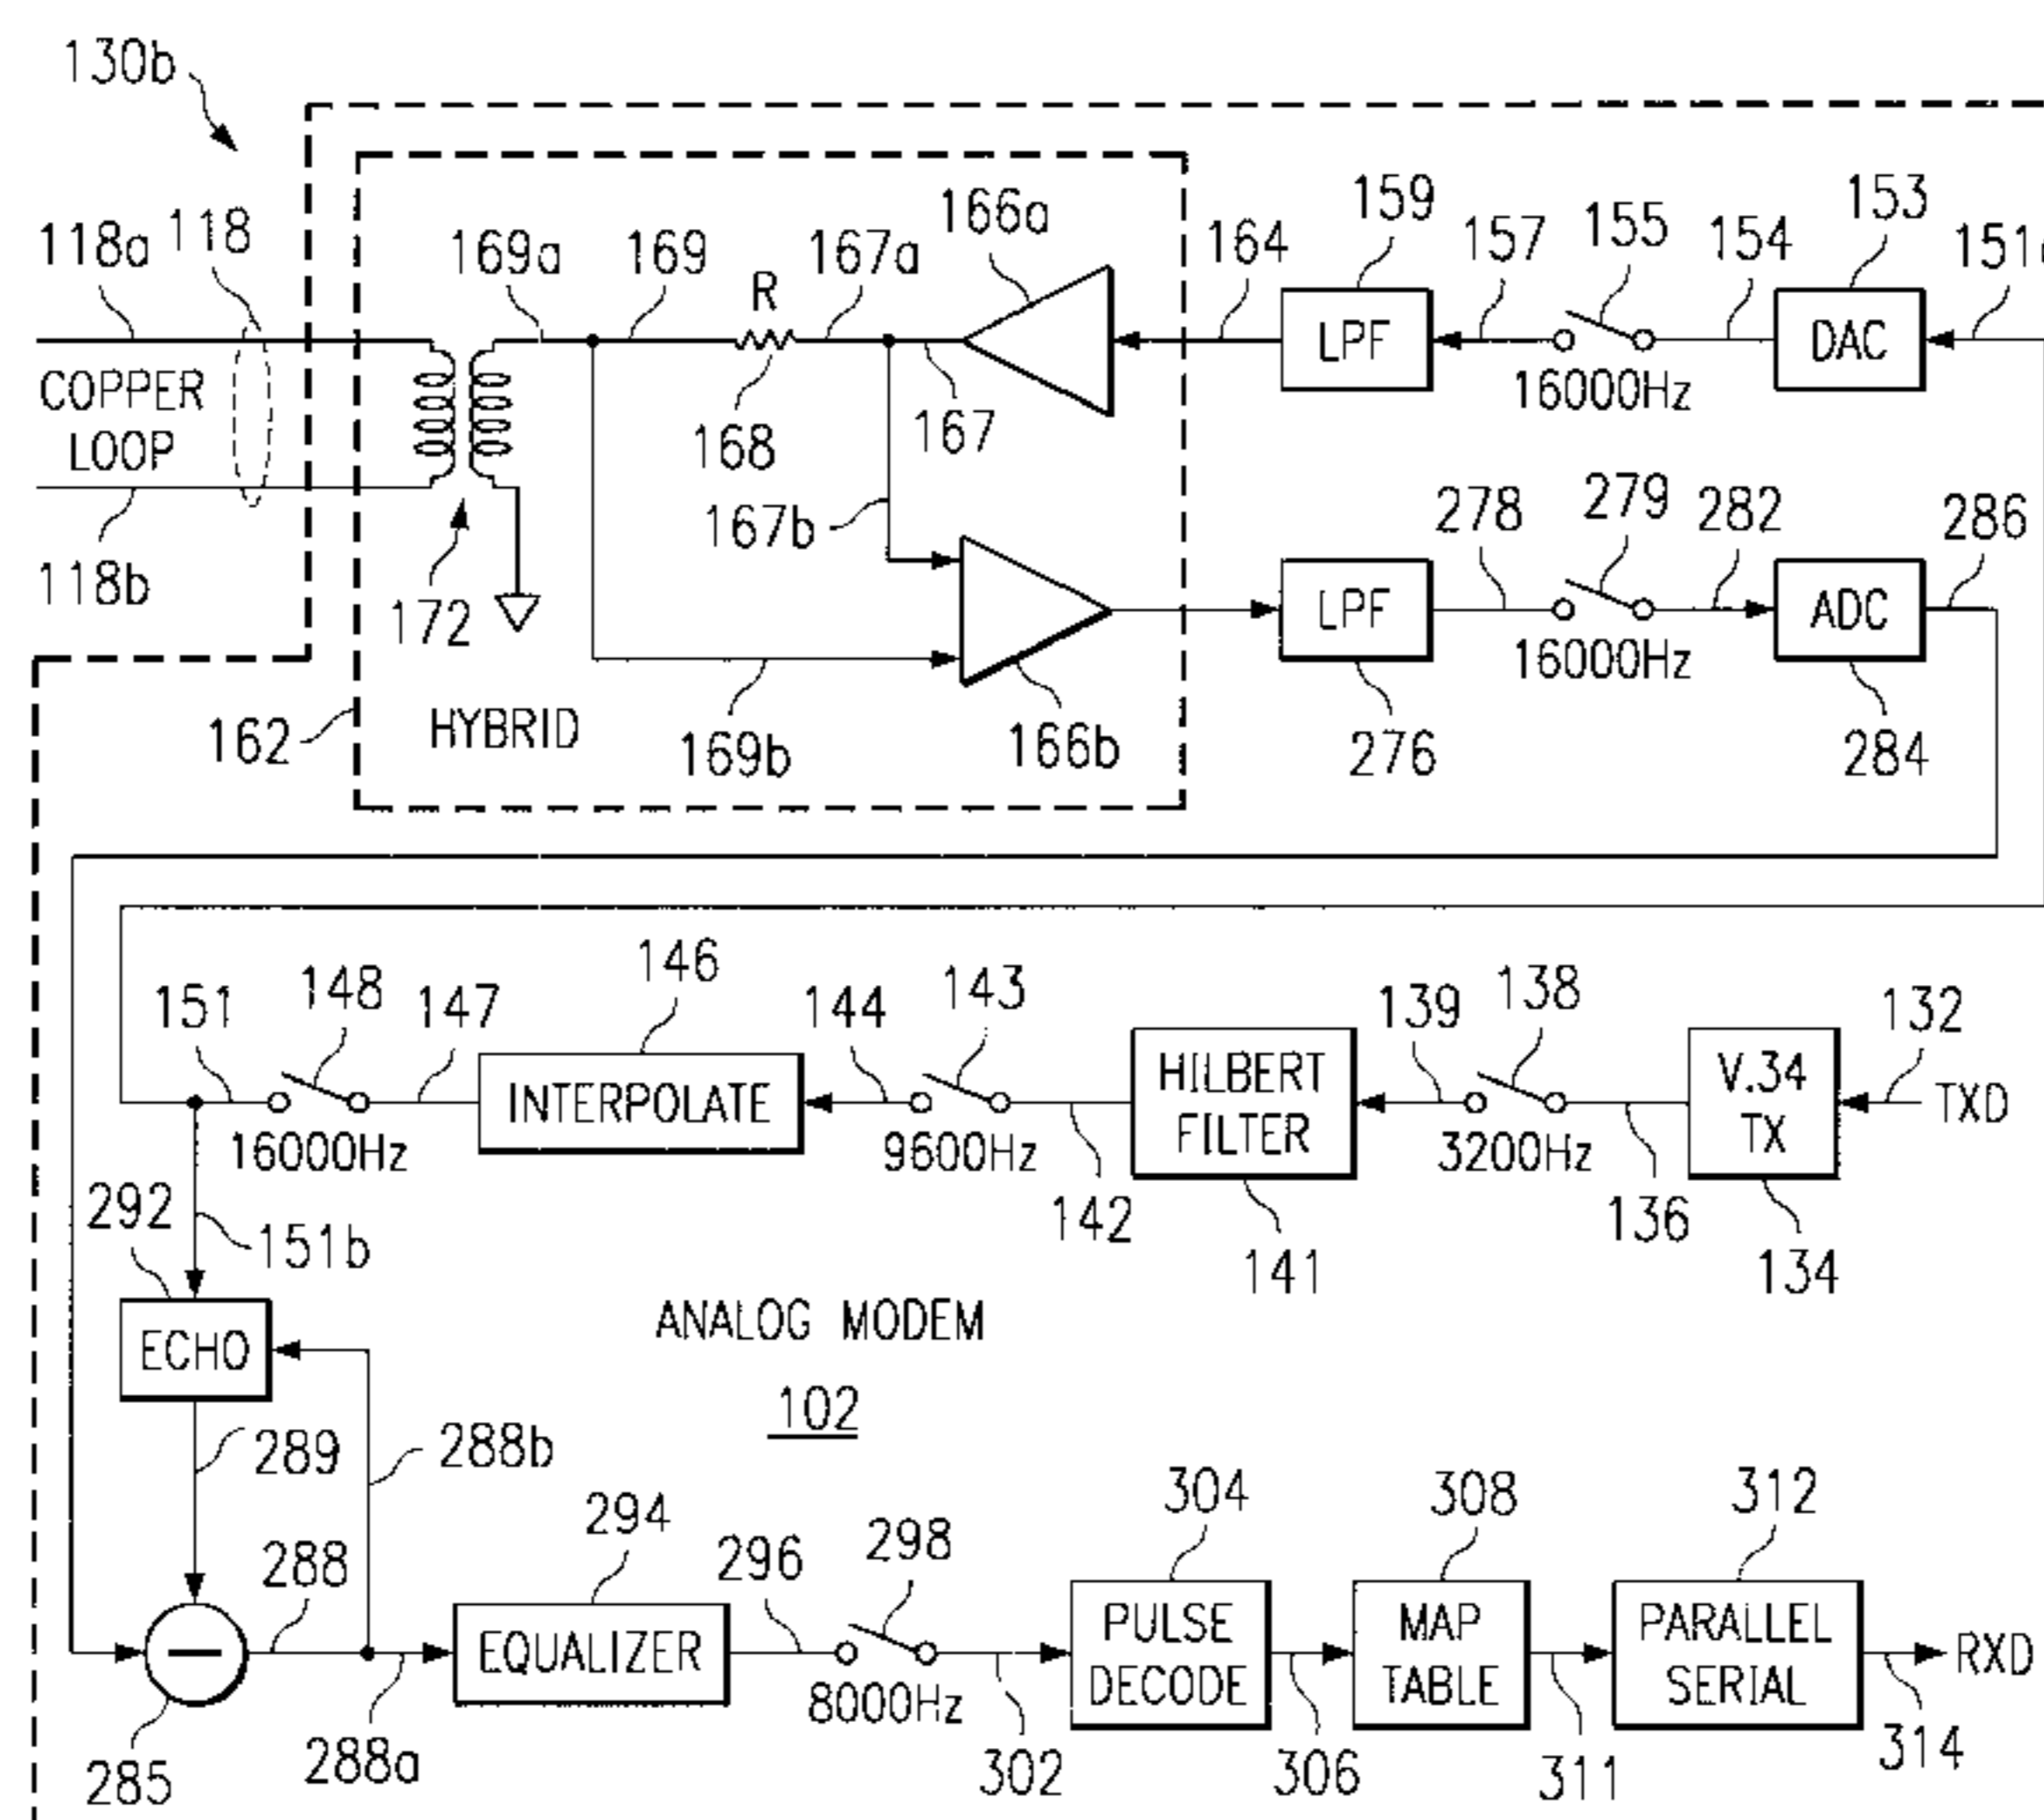 130b
118a 118 169a 169 R 167a 166a 164 159 157 155 154 153
LPF 16000Hz DAC
COPPER
LOOP
168 167
118b 172 167b 278 279 282 286
LPF 16000Hz ADC
162 HYBRID 169b 166b 276 284
151 148 147 146 144 143 139 138 132
INTERPOLATE
HILBERT
FILTER
V.34
TX
TXD
16000Hz 9600Hz 3200Hz
292 151b 142 141 136 134
ECHO
ANALOG MODEM
102
289 288b
288 294 296 298 304 308 312
EQUALIZER
PULSE
DECODE
MAP
TABLE
PARALLEL
SERIAL
RXD
8000Hz
285 288a 302 306 311 314